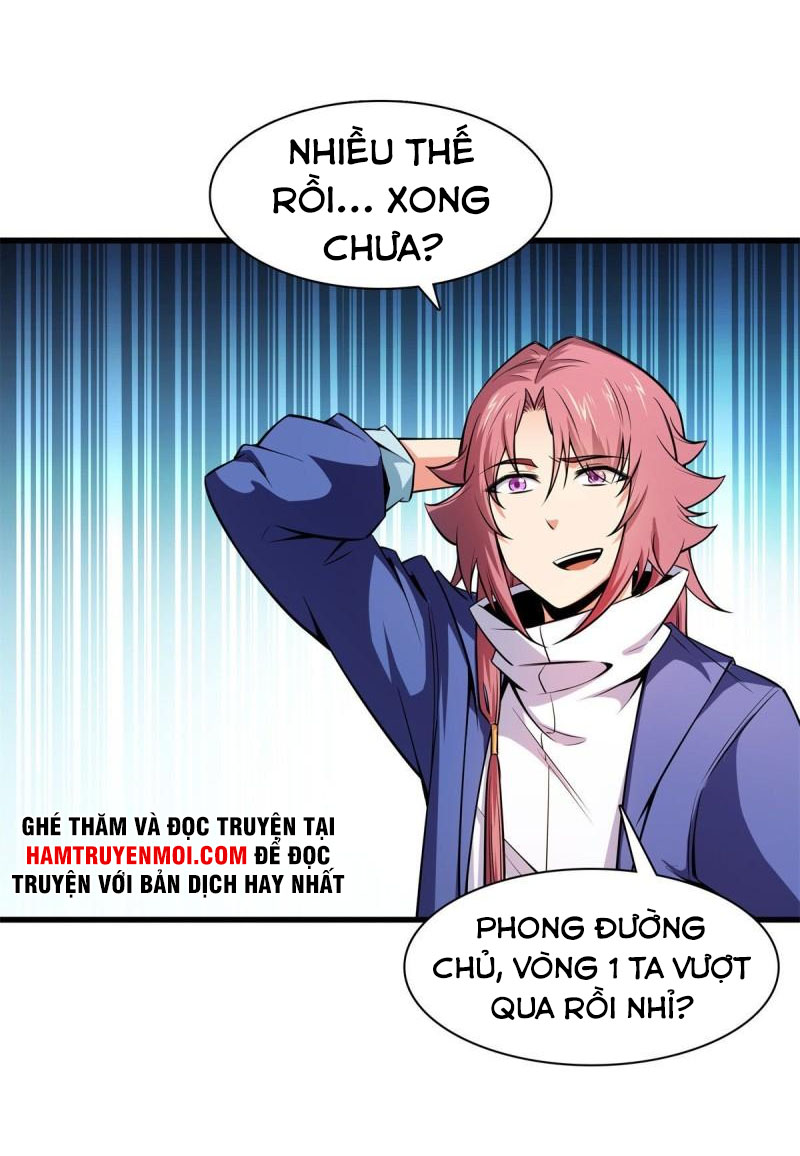 NHIỀU THẾ
RỒI... XONG
CHƯA?
GHÉ THĂM VÀ ĐỌC TRUYỆN TẠI
HAMTRUYENMOI.COM ĐỂ ĐỌC
TRUYỆN VỚI BẢN DỊCH HAY NHẤT
PHONG ĐƯỜNG
CHỦ, VÒNG 1 TA VƯỢT
QUA RỒI NHỈ?